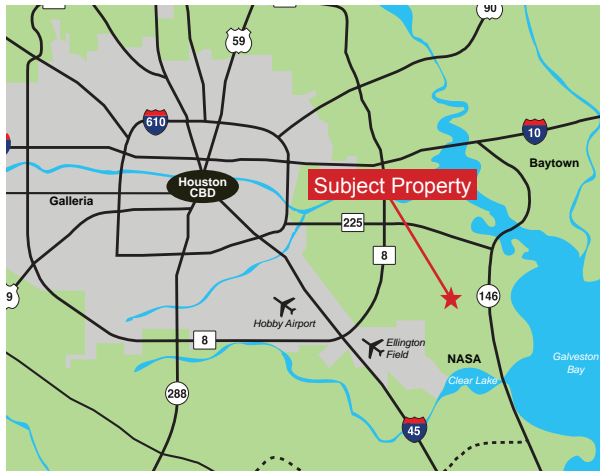 90
59
610
10
Baytown
Houston
CBD
Subject Property
Galleria
225
8
9
146
Hobby Airport
Ellington
Field
8
NASA
Galveston
Bay
Clear Lake
288
45